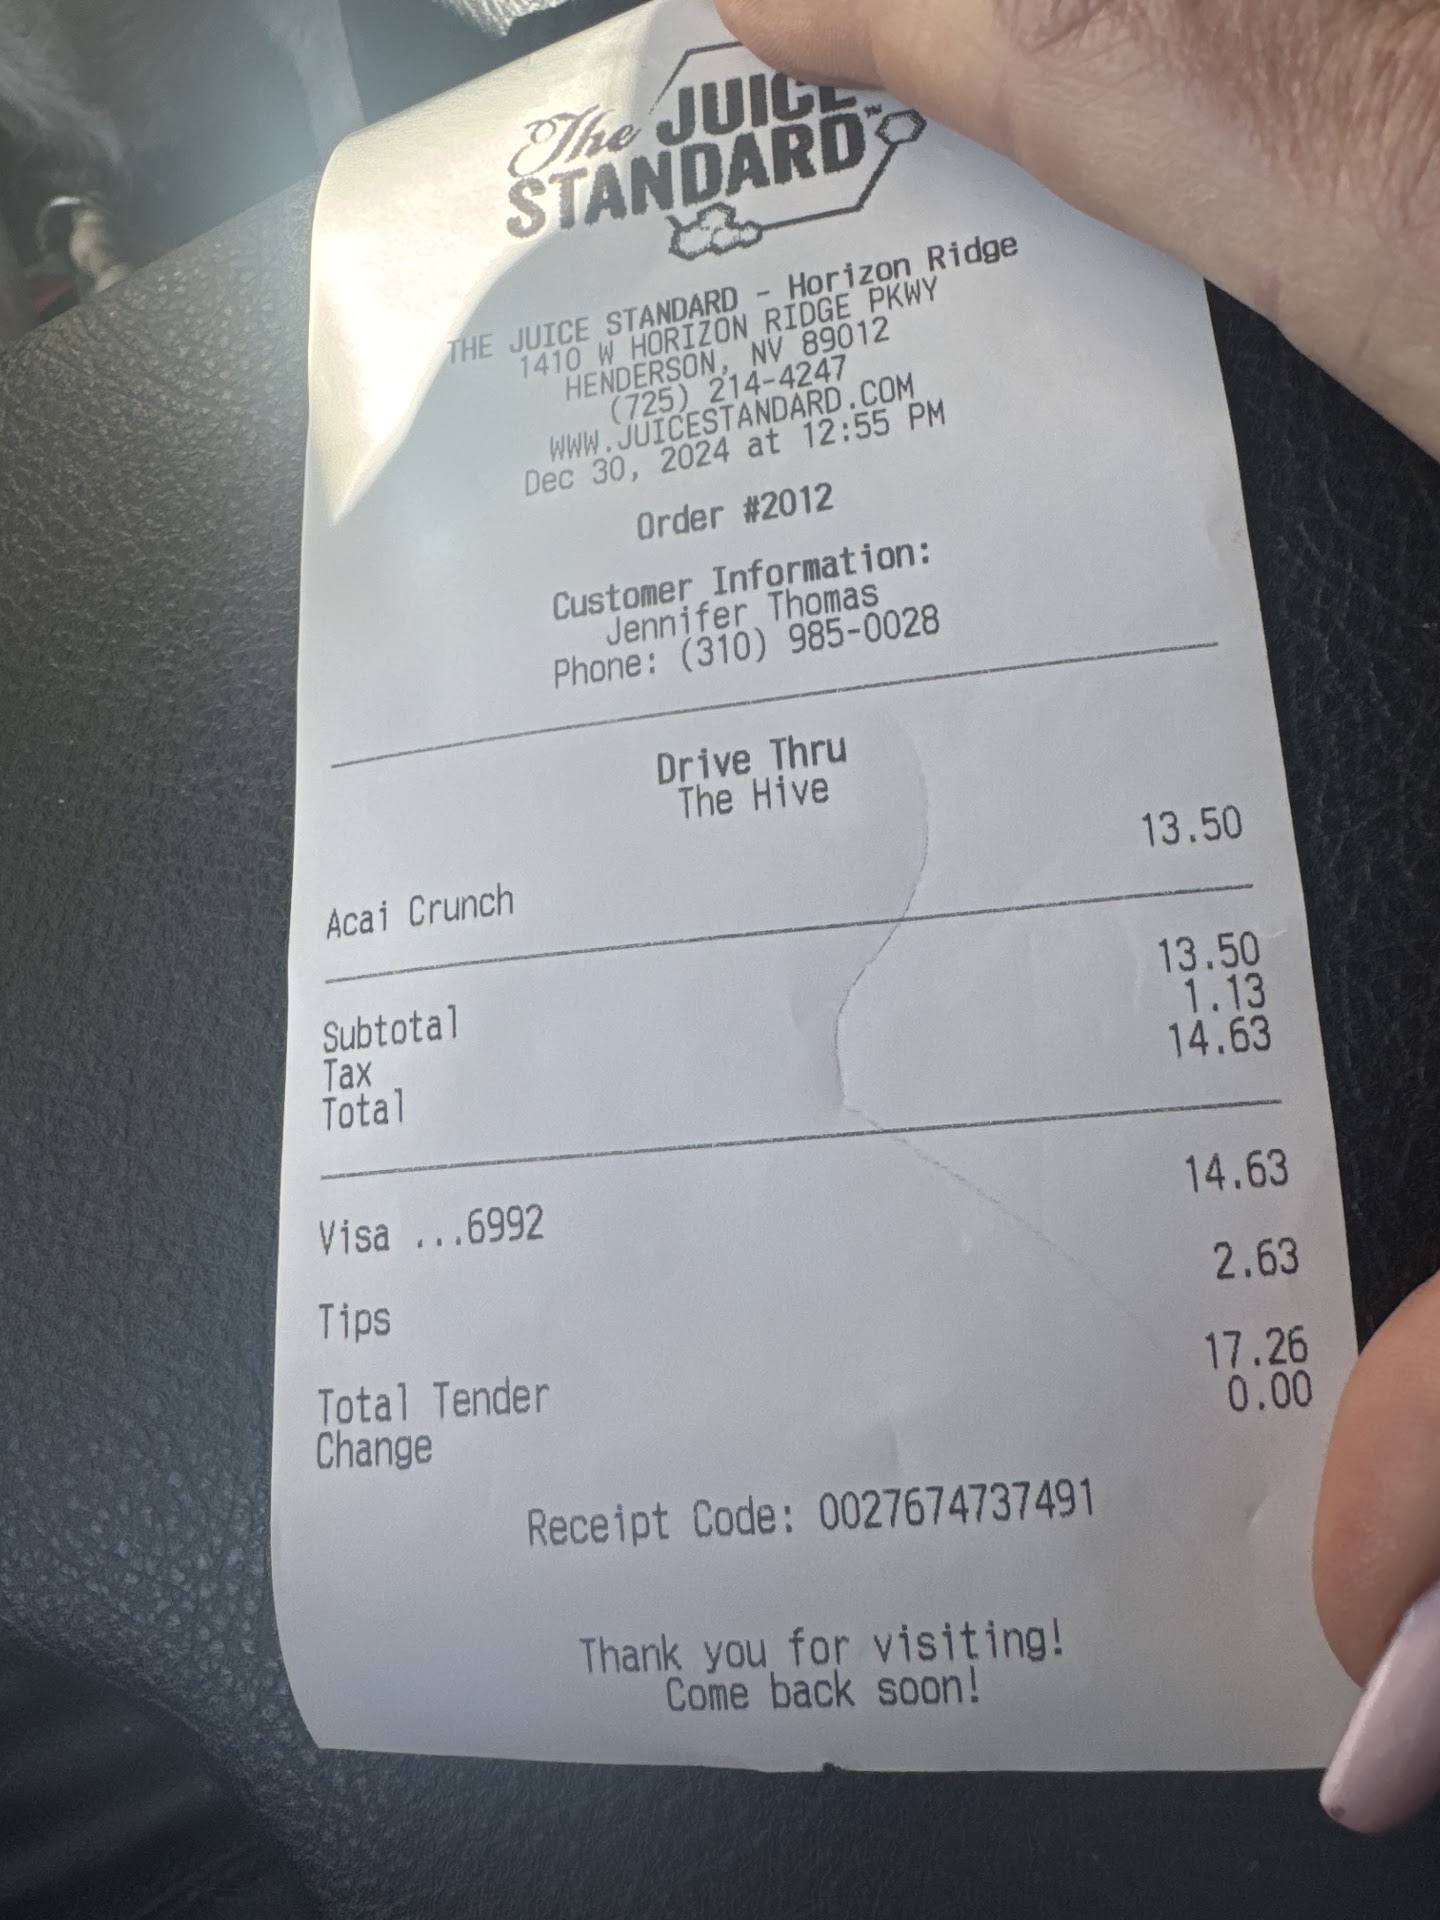 The JUICE
STANDARD™
THE JUICE STANDARD - Horizon Ridge
1410 W HORIZON RIDGE PKWY
HENDERSON, NV 89012
(725) 214-4247
WWW.JUICESTANDARD.COM
Dec 30, 2024 at 12:55 PM
Order #2012
Customer Information:
Jennifer Thomas
Phone: (310) 985-0028
Drive Thru
The Hive
Acai Crunch 13.50
Subtotal 13.50
Tax 1.13
Total 14.63
Visa ...6992 14.63
Tips 2.63
Total Tender 17.26
Change 0.00
Receipt Code: 0027674737491
Thank you for visiting!
Come back soon!